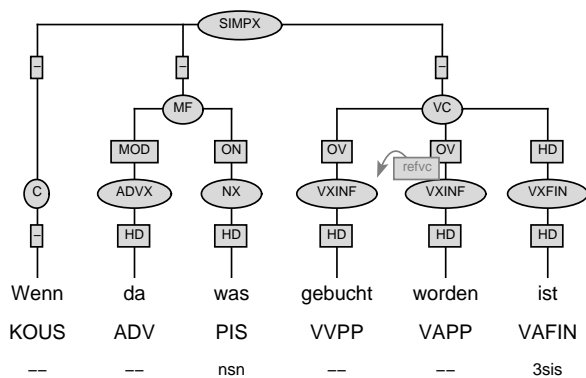 SIMPX
– – –
MF VC
MOD ON OV refvc OV HD
C ADVX NX VXINF VXINF VXFIN
– HD HD HD HD HD
Wenn da was gebucht worden ist
KOUS ADV PIS VVPP VAPP VAFIN
–– –– nsn –– –– 3sis